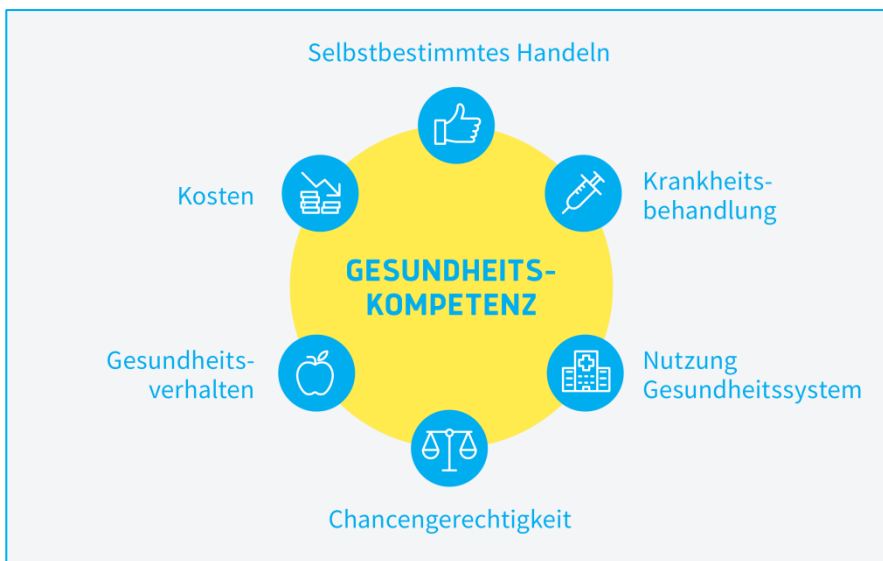 Selbstbestimmtes Handeln
Krankheits-
behandlung
Kosten
GESUNDHEITS-
KOMPETENZ
Gesundheits-
verhalten
Nutzung
Gesundheitssystem
Chancengerechtigkeit